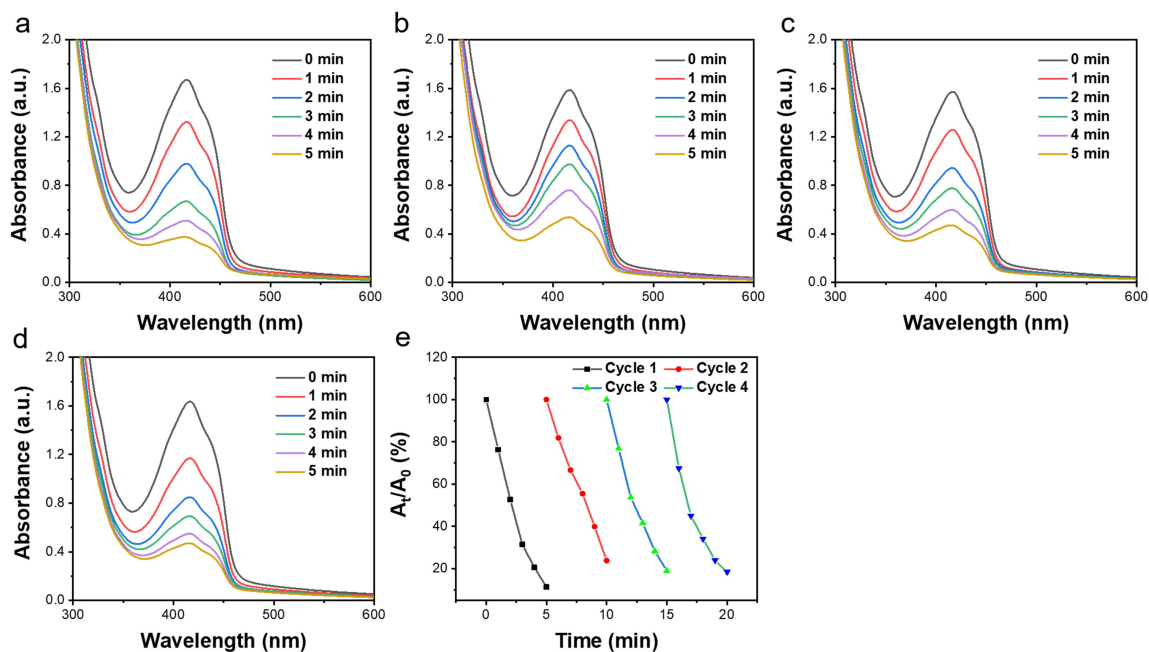 a
2.0
1.6
1.2
0.8
0.4
0.0
Absorbance (a.u.)
0 min
1 min
2 min
3 min
4 min
5 min
300 400 500 600
Wavelength (nm)
b
2.0
1.6
1.2
0.8
0.4
0.0
Absorbance (a.u.)
0 min
1 min
2 min
3 min
4 min
5 min
300 400 500 600
Wavelength (nm)
c
2.0
1.6
1.2
0.8
0.4
0.0
Absorbance (a.u.)
0 min
1 min
2 min
3 min
4 min
5 min
300 400 500 600
Wavelength (nm)
d
2.0
1.6
1.2
0.8
0.4
0.0
Absorbance (a.u.)
0 min
1 min
2 min
3 min
4 min
5 min
300 400 500 600
Wavelength (nm)
e
120
100
80
60
40
20
At/A0 (%)
Cycle 1 Cycle 2
Cycle 3 Cycle 4
0 5 10 15 20
Time (min)